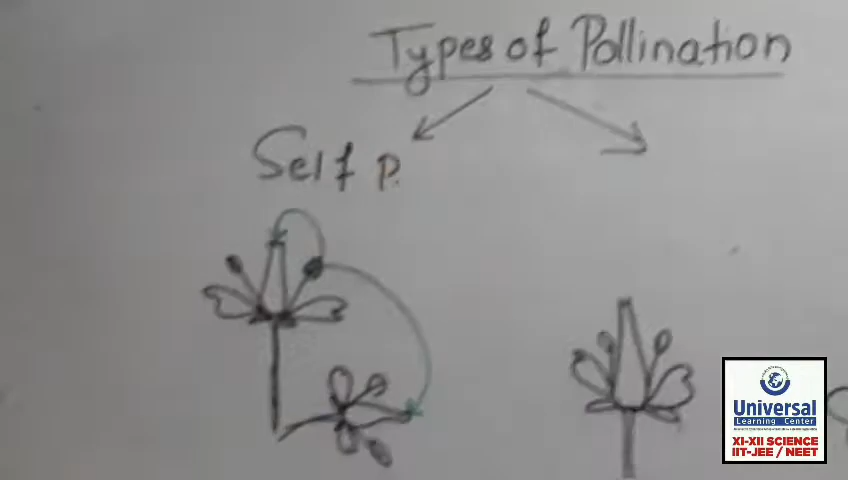 Types of Pollination
Self P.
Universal
Learning Center
XI-XII SCIENCE
IIT-JEE / NEET